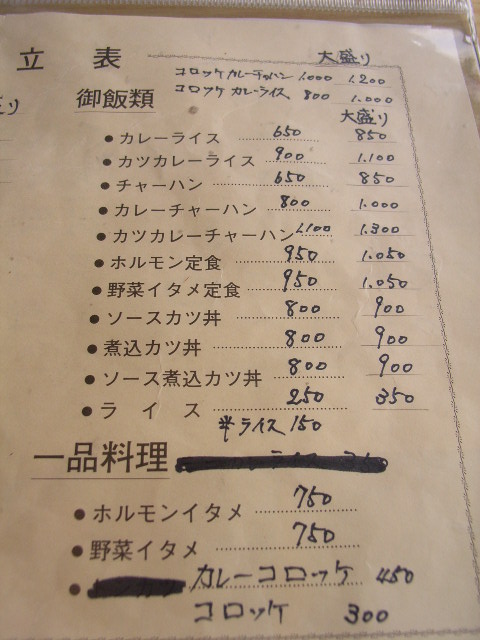 立 表 大盛り
コロッケカレーチャハン 1.000 1.200
コロッケカレーライス 800 1.000
御飯類 大盛り
●カレーライス 650 850
●カツカレーライス 900 1.100
●チャーハン 650 850
●カレーチャーハン 800 1.000
●カツカレーチャーハン 1.100 1.300
●ホルモン定食 950 1.050
●野菜イタメ定食 950 1.050
●ソースカツ丼 800 900
●煮込カツ丼 800 900
●ソース煮込カツ丼 800 900
●ライス 250 350
半ライス 150
一品料理
●ホルモンイタメ 750
●野菜イタメ 750
● カレーコロッケ 450
コロッケ 300